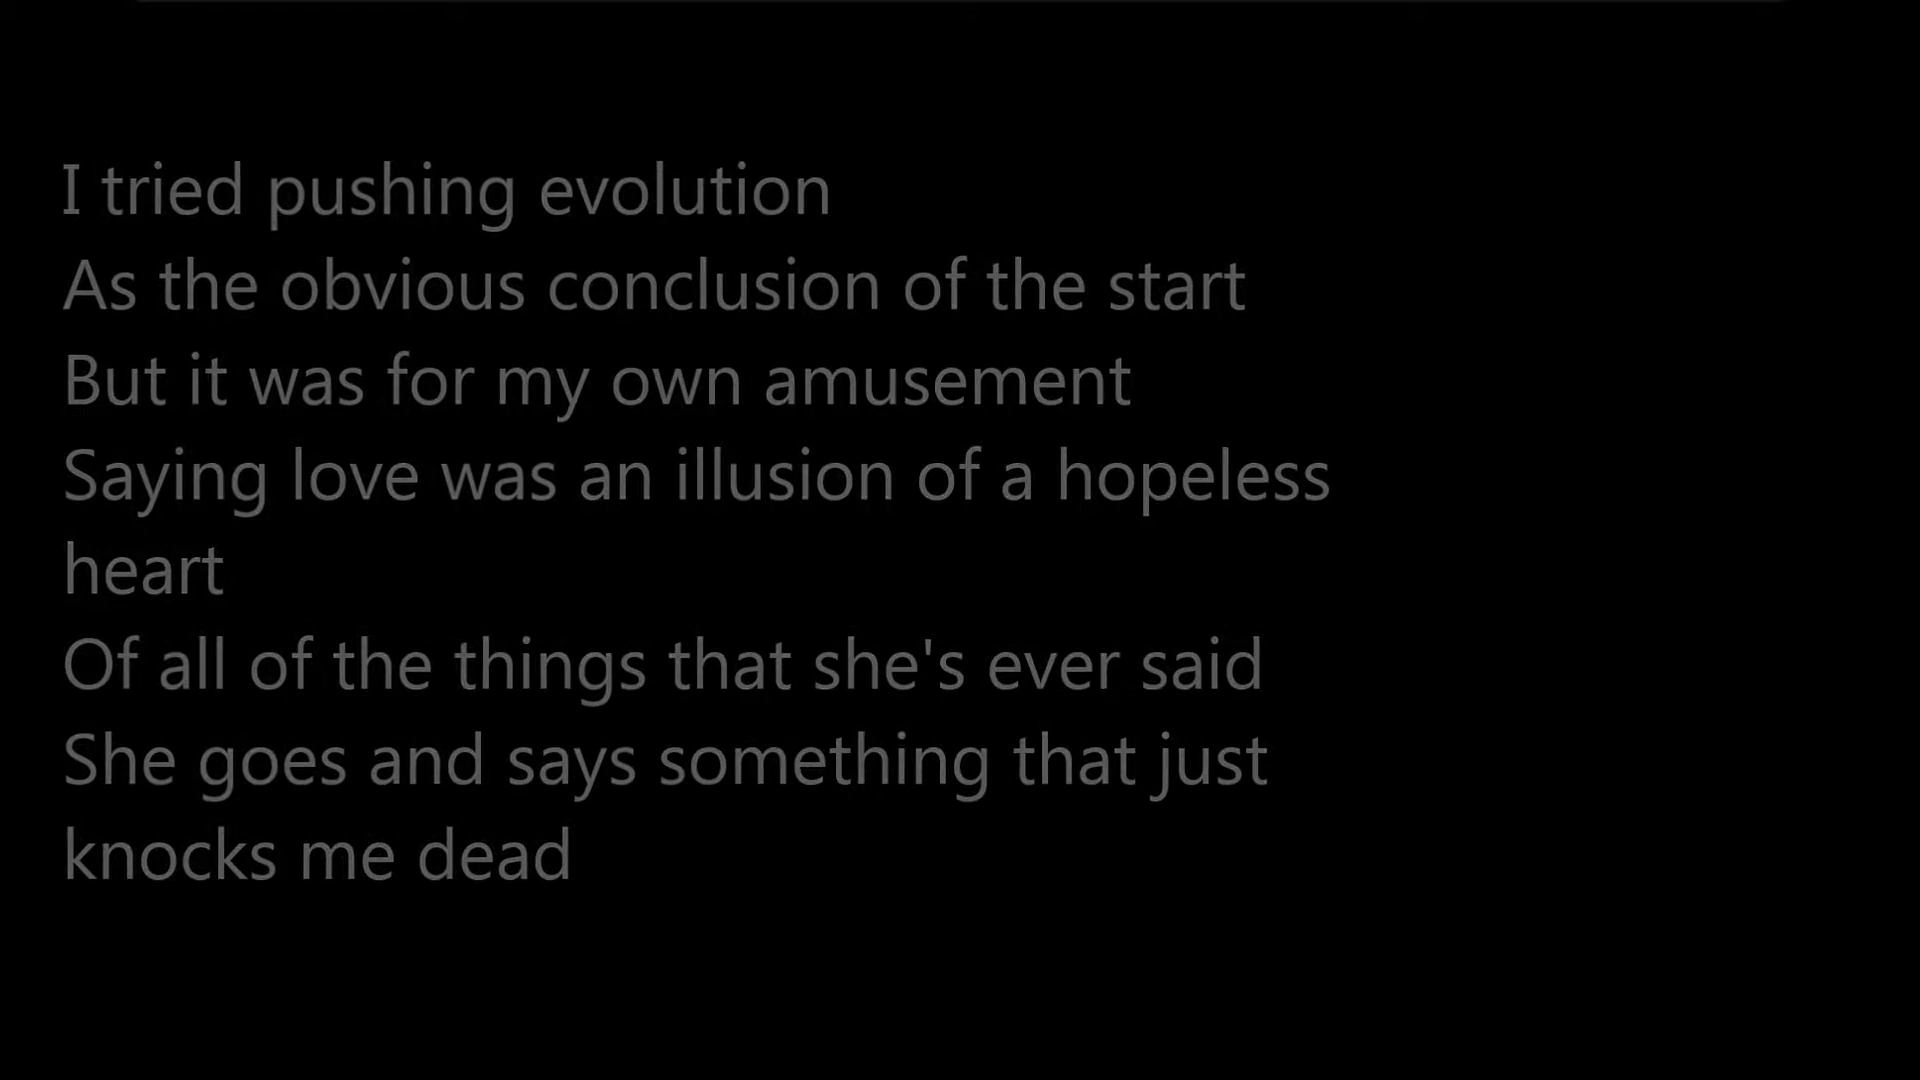 I tried pushing evolution
As the obvious conclusion of the start
But it was for my own amusement
Saying love was an illusion of a hopeless
heart
Of all of the things that she's ever said
She goes and says something that just
knocks me dead